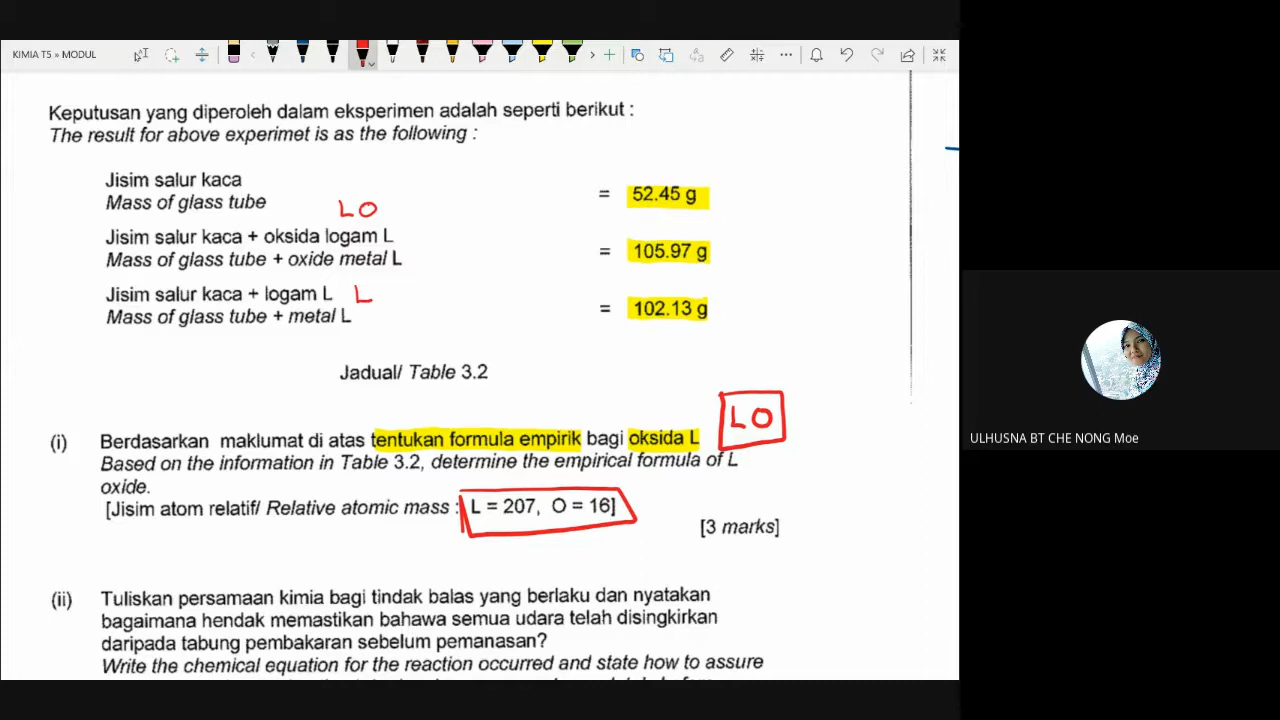 KIMIA T5 » MODUL
Keputusan yang diperoleh dalam eksperimen adalah seperti berikut :
The result for above experimet is as the following :
Jisim salur kaca
Mass of glass tube
= 52.45 g
LO
Jisim salur kaca + oksida logam L
Mass of glass tube + oxide metal L
= 105.97 g
Jisim salur kaca + logam L L
Mass of glass tube + metal L
= 102.13 g
Jadual/ Table 3.2
LO
(i) Berdasarkan maklumat di atas tentukan formula empirik bagi oksida L
Based on the information in Table 3.2, determine the empirical formula of L
oxide.
[Jisim atom relatif/ Relative atomic mass : L = 207, O = 16]
[3 marks]
ULHUSNA BT CHE NONG Moe
(ii) Tuliskan persamaan kimia bagi tindak balas yang berlaku dan nyatakan
bagaimana hendak memastikan bahawa semua udara telah disingkirkan
daripada tabung pembakaran sebelum pemanasan?
Write the chemical equation for the reaction occurred and state how to assure